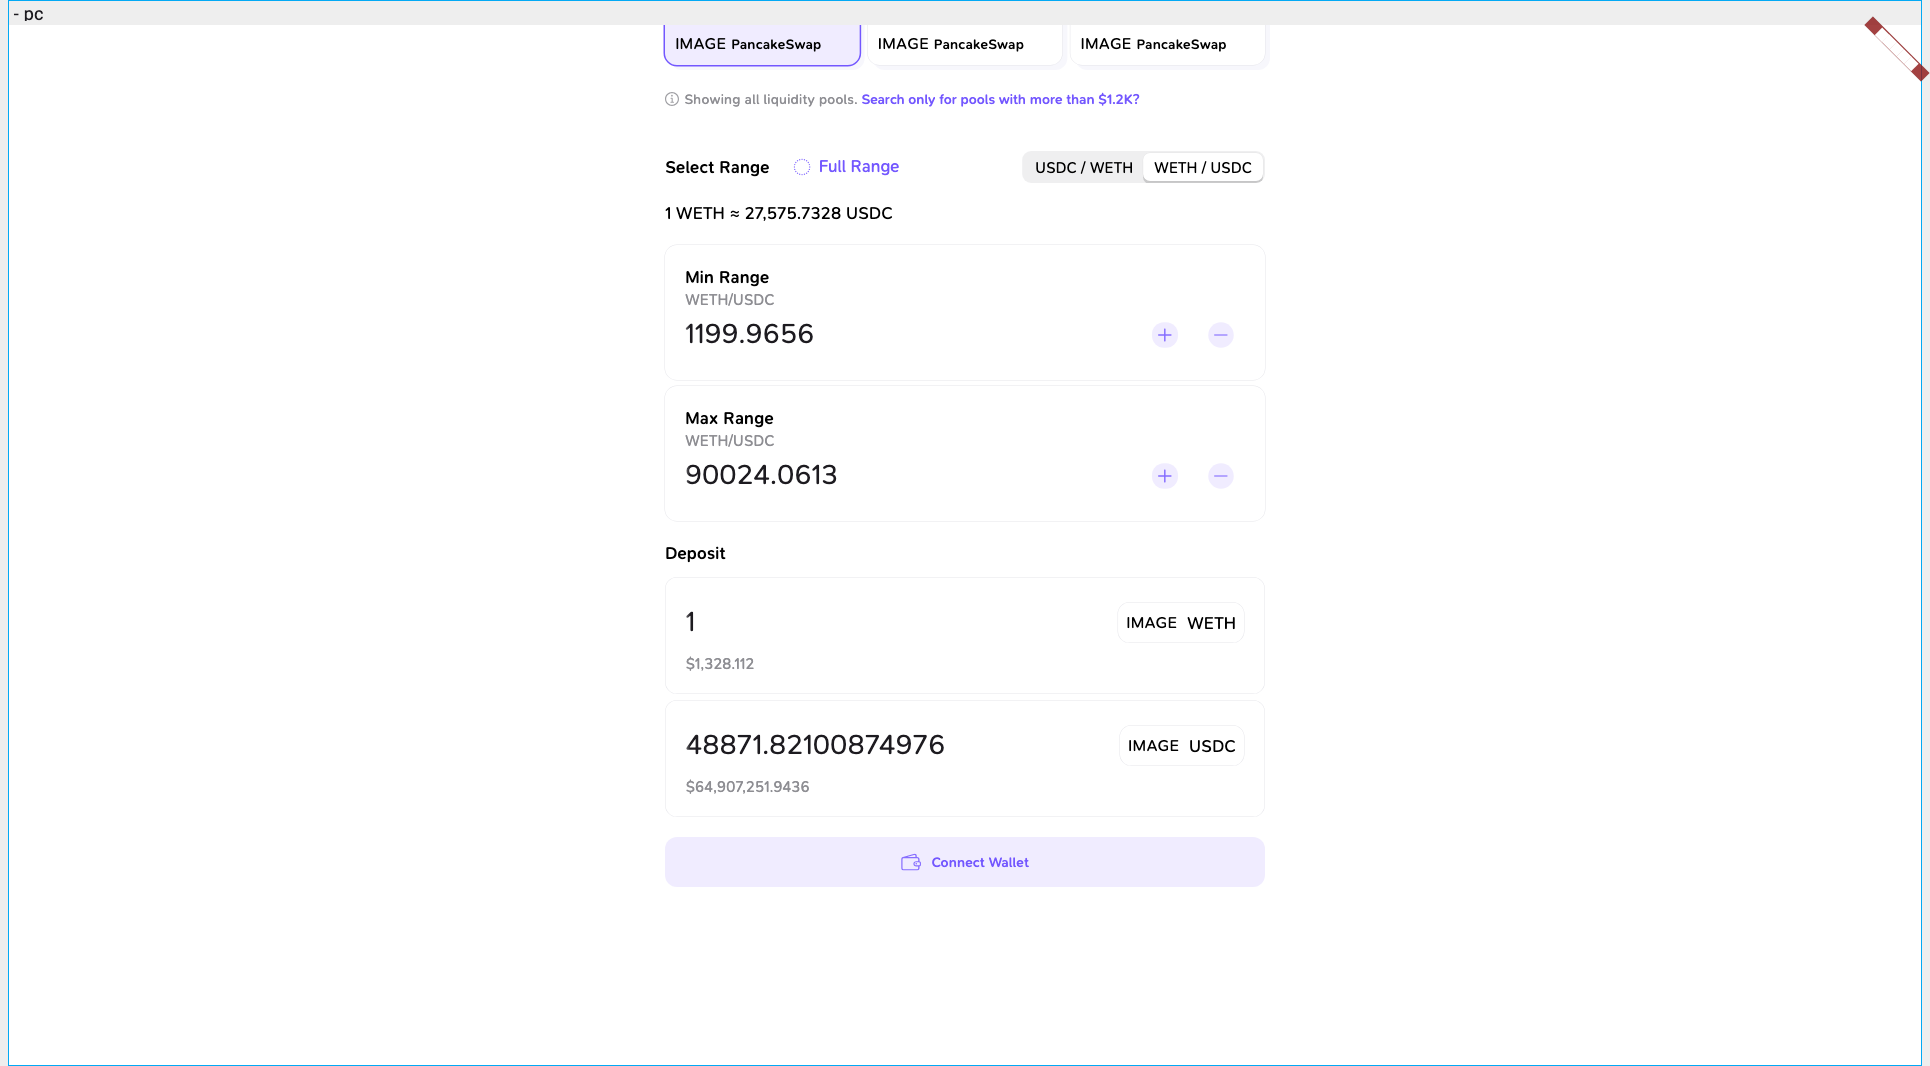 - pc
IMAGE PancakeSwap IMAGE PancakeSwap IMAGE PancakeSwap
Showing all liquidity pools. Search only for pools with more than $1.2K?
Select Range Full Range USDC / WETH WETH / USDC
1 WETH ≈ 27,575.7328 USDC
Min Range
WETH/USDC
1199.9656
Max Range
WETH/USDC
90024.0613
Deposit
1 IMAGE WETH
$1,328.112
48871.82100874976 IMAGE USDC
$64,907,251.9436
Connect Wallet